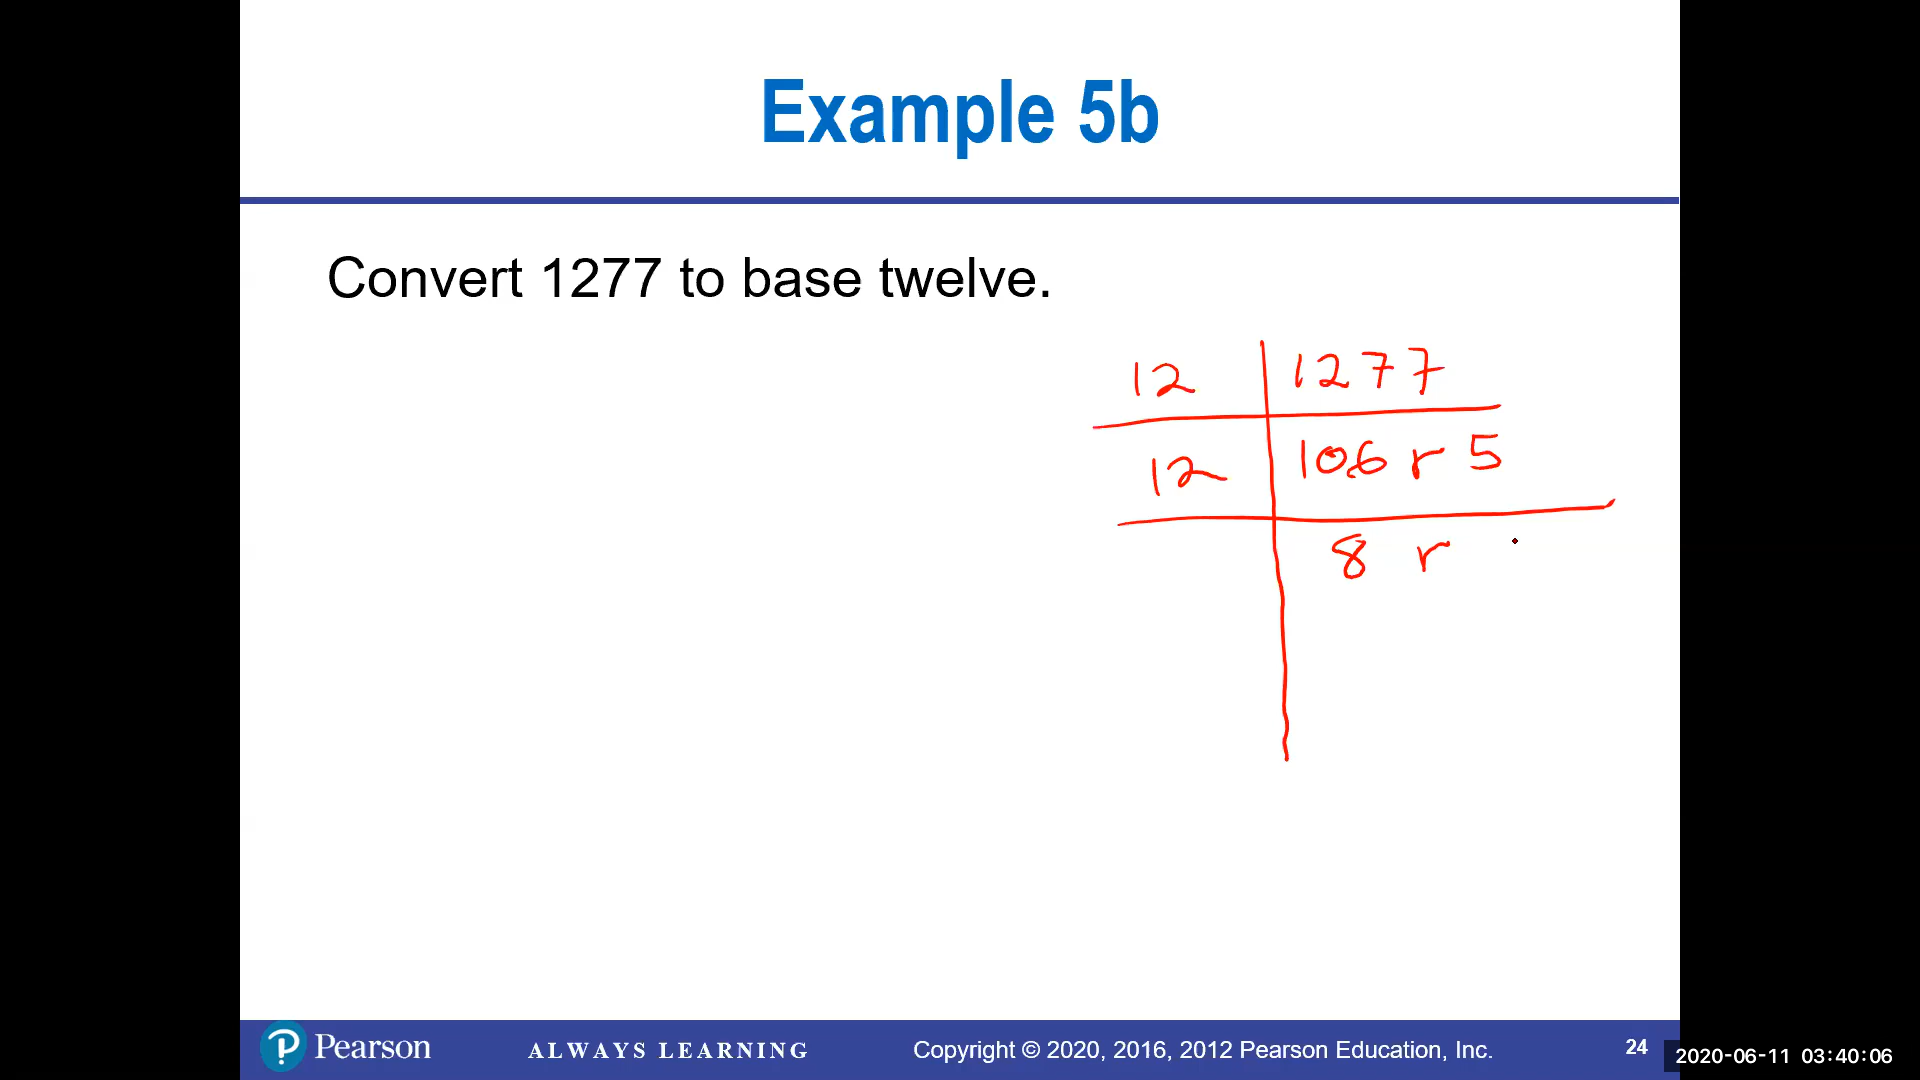 Example 5b
Convert 1277 to base twelve.
12 1277
12 106 r 5
8 r
Pearson
ALWAYS LEARNING
Copyright © 2020, 2016, 2012 Pearson Education, Inc.
24
2020-06-11 03:40:06